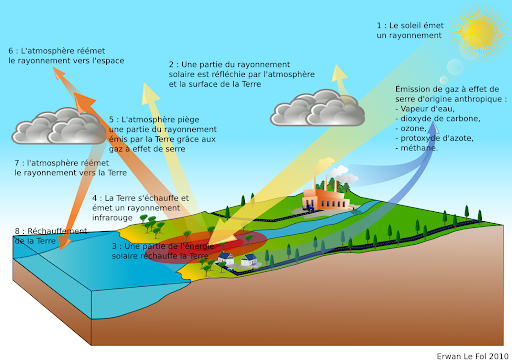 1 : Le soleil émet
un rayonnement
6 : L'atmosphère réémet
le rayonnement vers l'espace
2 : Une partie du rayonnement
solaire est réfléchie par l'atmosphère
et la surface de la Terre
Émission de gaz à effet de
serre d'origine anthropique :
- Vapeur d'eau,
- dioxyde de carbone,
- ozone,
- protoxyde d'azote,
- méthane.
5 : L'atmosphère piège
une partie du rayonnement
émis par la Terre grâce aux
gaz à effet de serre
7 : l'atmosphère réémet
le rayonnement vers la Terre
4 : La Terre s'échauffe et
émet un rayonnement
infrarouge
8 : Réchauffement
de la Terre
3 : Une partie de l'énergie
solaire réchauffe la Terre
Erwan Le Fol 2010